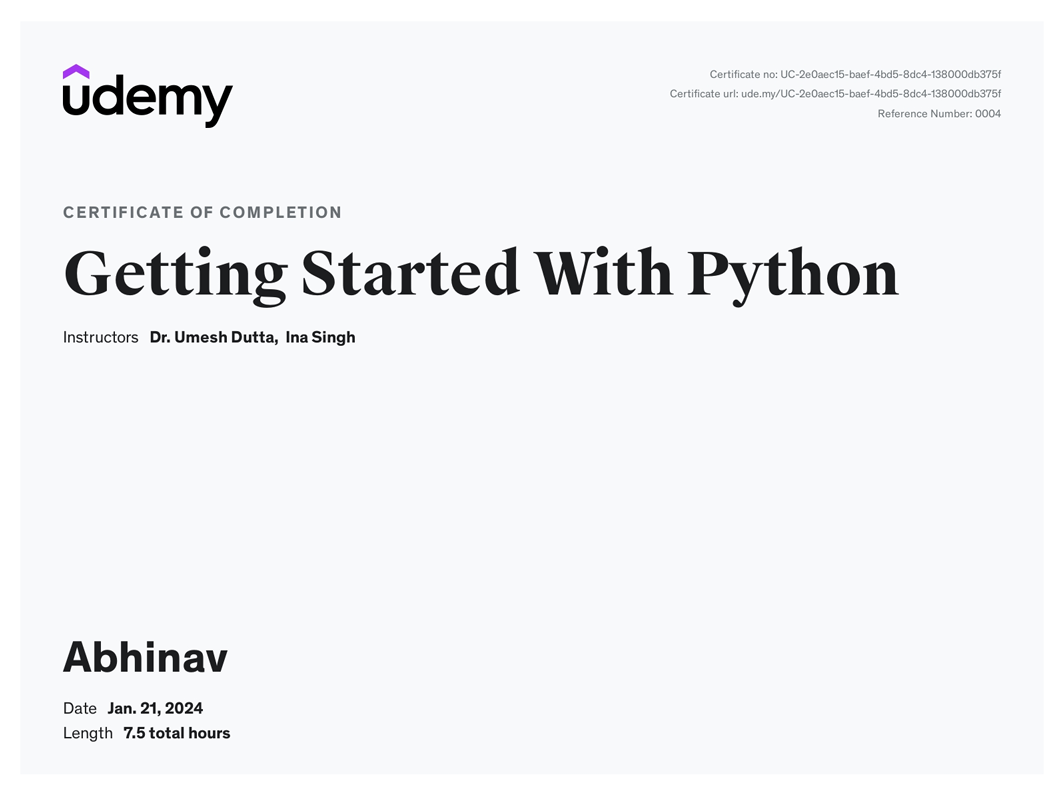 udemy
Certificate no: UC-2e0aec15-baef-4bd5-8dc4-138000db375f
Certificate url: ude.my/UC-2e0aec15-baef-4bd5-8dc4-138000db375f
Reference Number: 0004
CERTIFICATE OF COMPLETION
Getting Started With Python
Instructors Dr. Umesh Dutta, Ina Singh
Abhinav
Date Jan. 21, 2024
Length 7.5 total hours